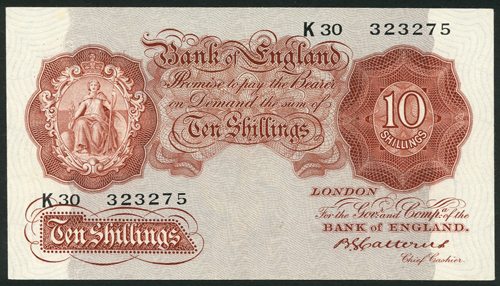 K 30 323275
Bank of England
Promise to pay the Bearer
on Demand the sum of
Ten Shillings
10
SHILLINGS
K 30 323275
LONDON
For the Govr. and Compa. of the
BANK OF ENGLAND.
B G Catterns
Chief Cashier.
Ten Shillings